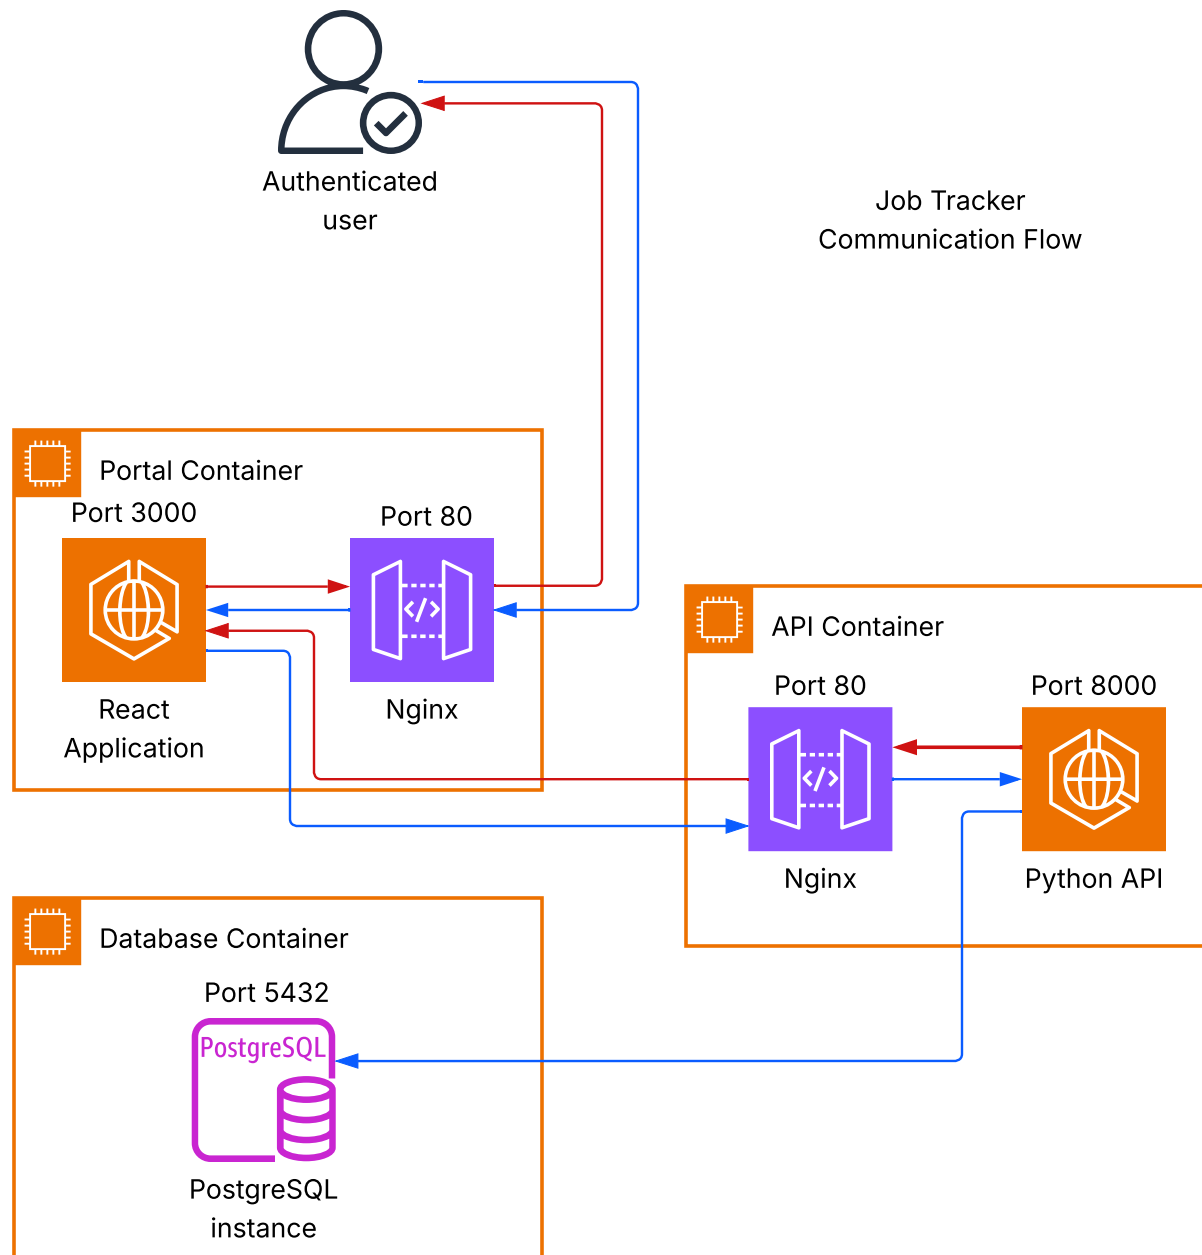 Authenticated
user
Job Tracker
Communication Flow
Portal Container
Port 3000
Port 80
React
Application
Nginx
API Container
Port 80
Port 8000
Nginx
Python API
Database Container
Port 5432
PostgreSQL
PostgreSQL
instance